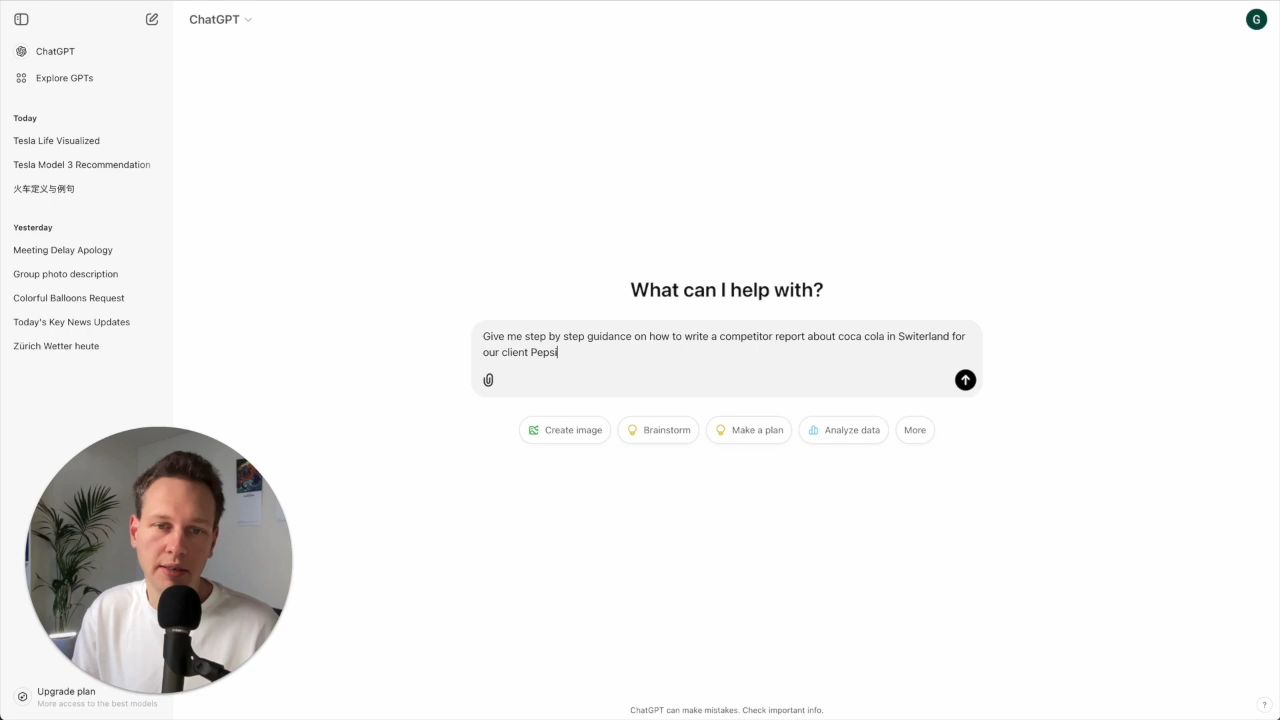 ChatGPT
ChatGPT
Explore GPTs
Today
Tesla Life Visualized
Tesla Model 3 Recommendation
火车定义与例句
Yesterday
Meeting Delay Apology
Group photo description
Colorful Balloons Request
Today's Key News Updates
Zürich Wetter heute
Upgrade plan
More access to the best models
G
What can I help with?
Give me step by step guidance on how to write a competitor report about coca cola in Switerland for
our client Pepsi
Create image
Brainstorm
Make a plan
Analyze data
More
ChatGPT can make mistakes. Check important info.
?